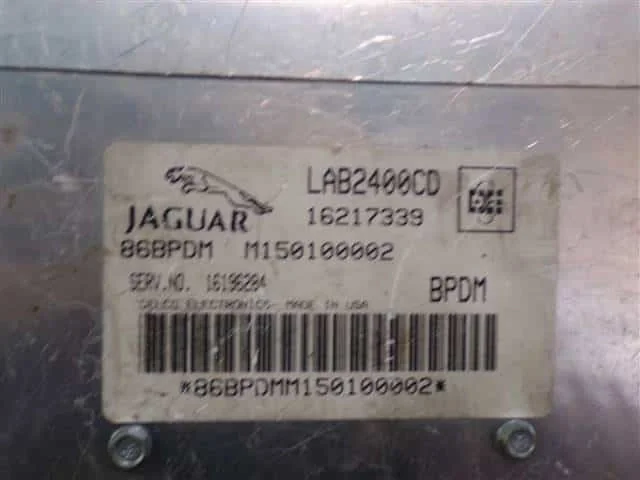 LAB2400CD
JAGUAR
16217339
86BPDM M150100002
SERV.NO. 16196284
DELCO ELECTRONICS- MADE IN USA
BPDM
*86BPDMM150100002*